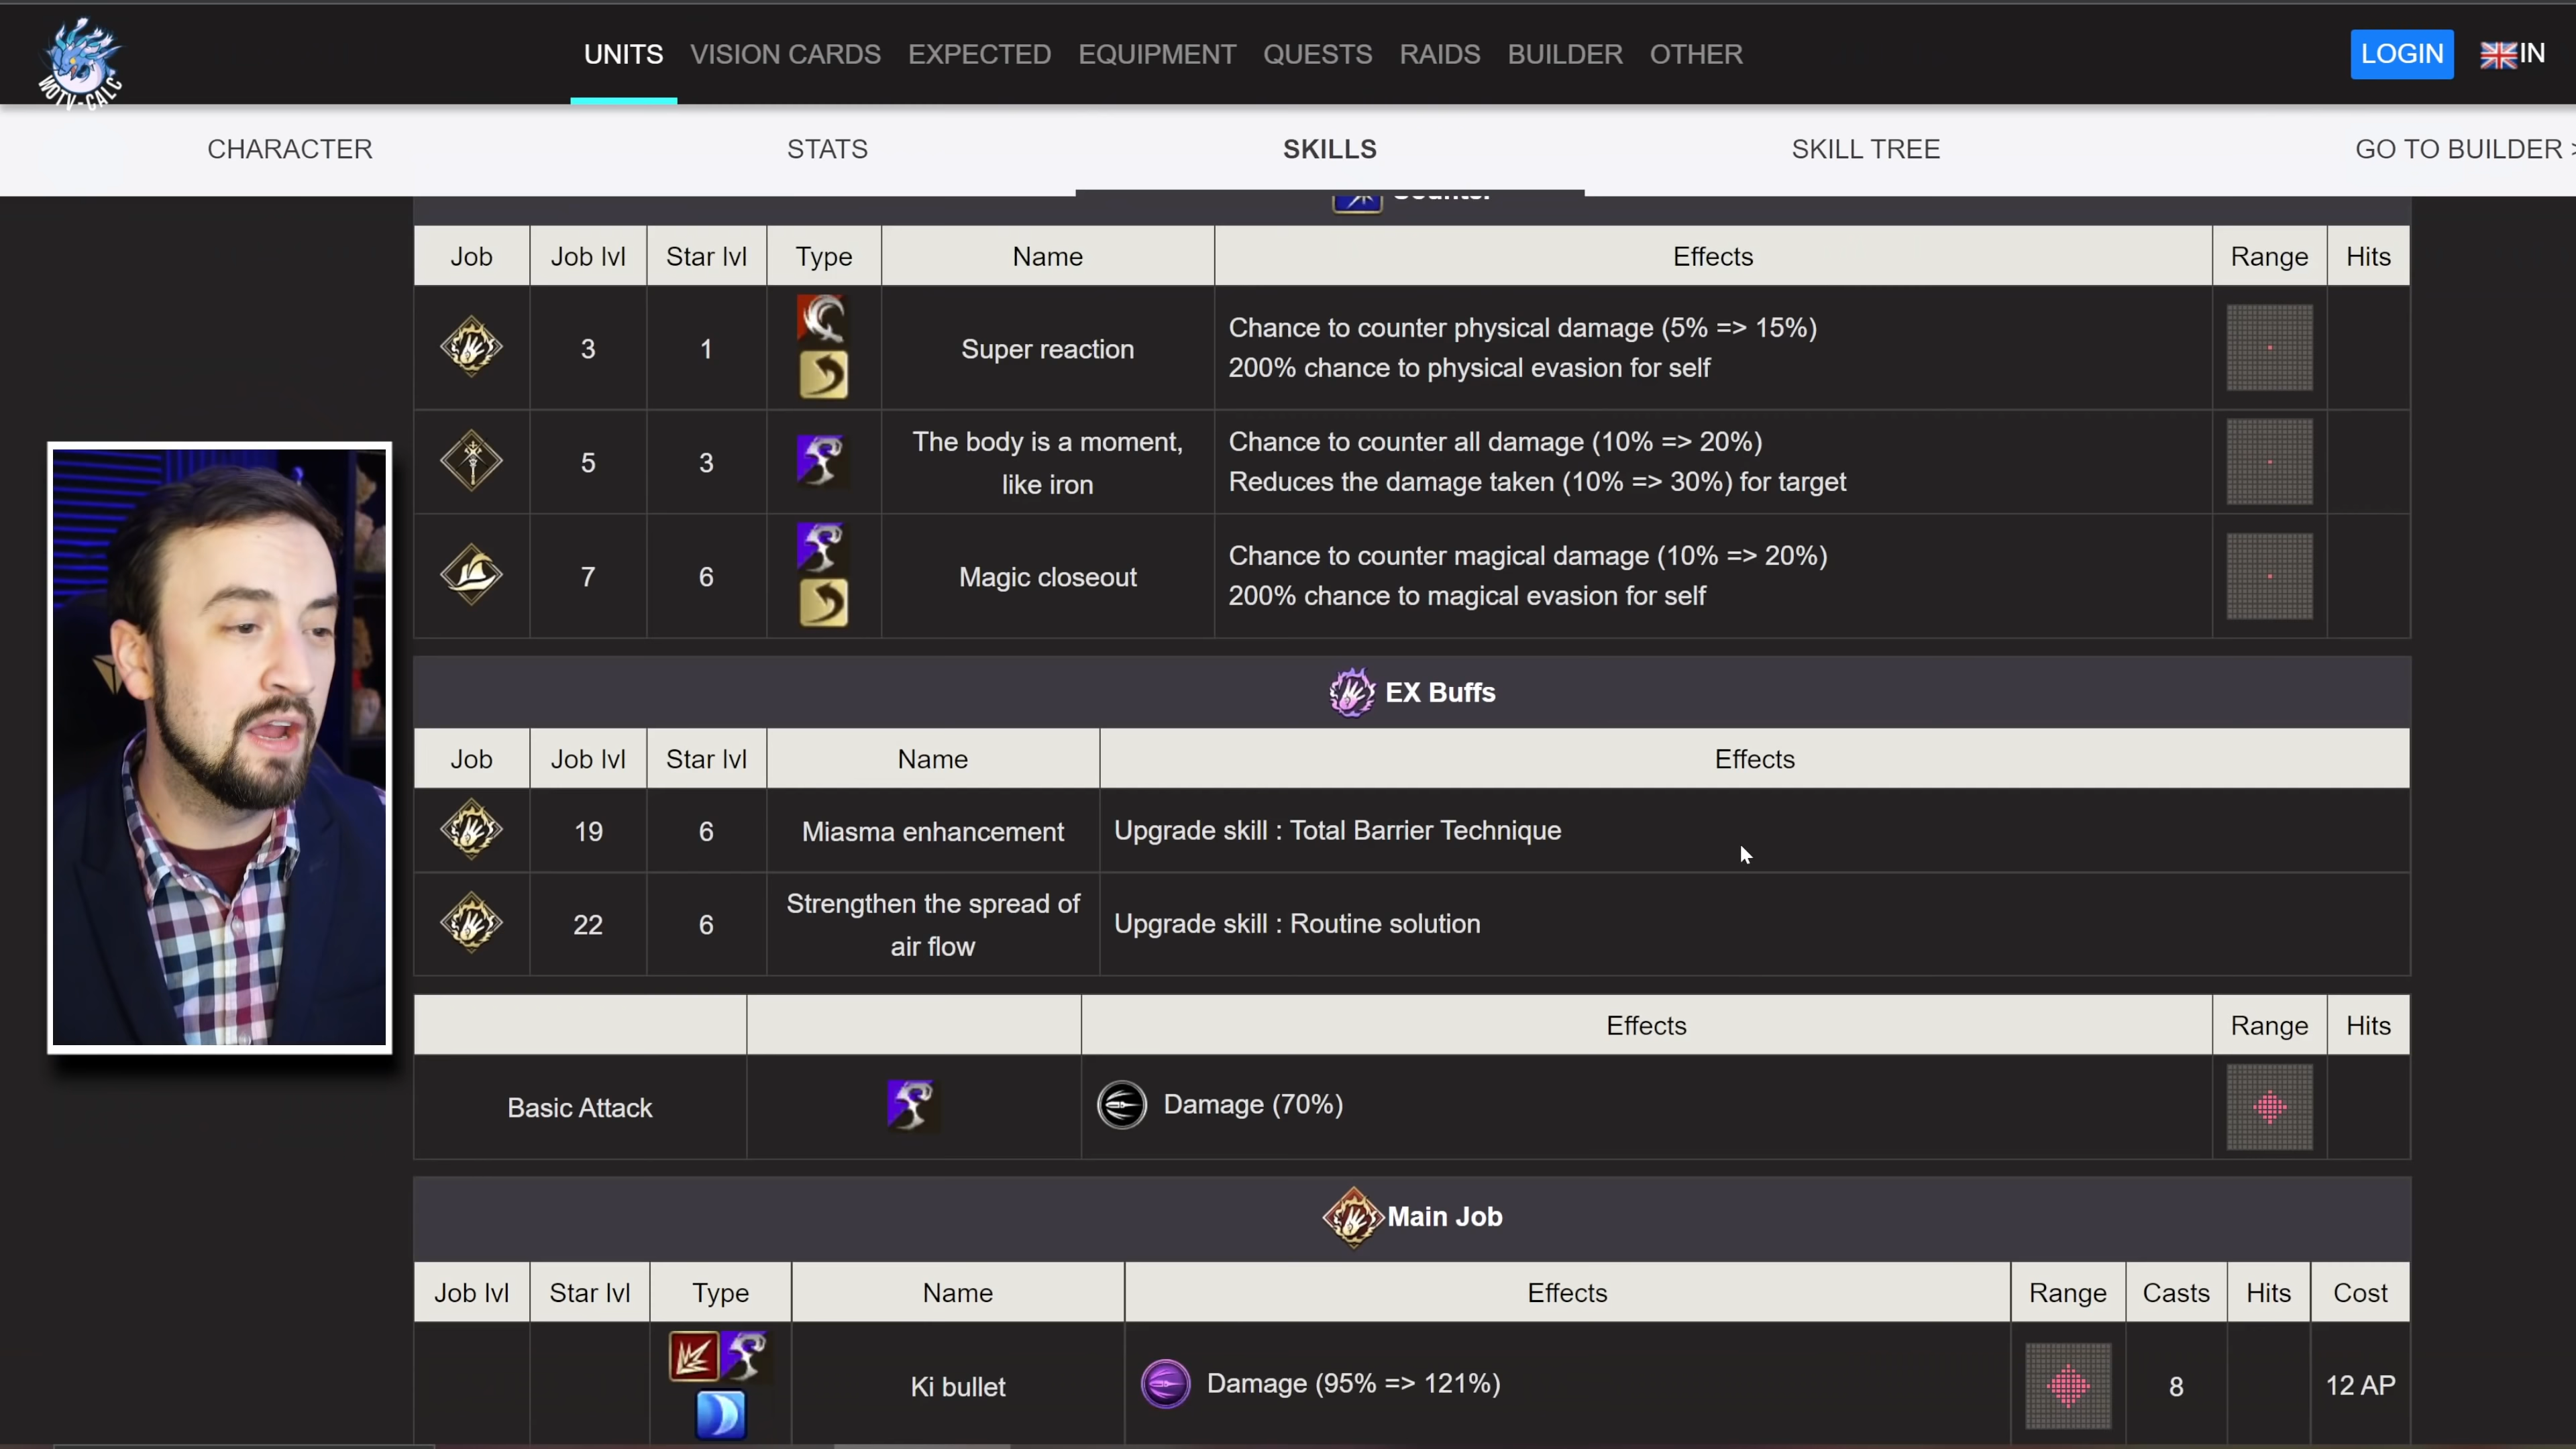 UNITS VISION CARDS EXPECTED EQUIPMENT QUESTS RAIDS BUILDER OTHER LOGIN IN
WOTV-CALC
CHARACTER STATS SKILLS SKILL TREE GO TO BUILDER >
Counter
Job Job lvl Star lvl Type Name Effects Range Hits
3 1 Super reaction Chance to counter physical damage (5% => 15%)
200% chance to physical evasion for self
5 3 The body is a moment, Chance to counter all damage (10% => 20%)
like iron Reduces the damage taken (10% => 30%) for target
7 6 Magic closeout Chance to counter magical damage (10% => 20%)
200% chance to magical evasion for self
EX Buffs
Job Job lvl Star lvl Name Effects
19 6 Miasma enhancement Upgrade skill : Total Barrier Technique
22 6 Strengthen the spread of Upgrade skill : Routine solution
air flow
Effects Range Hits
Basic Attack Damage (70%)
Main Job
Job lvl Star lvl Type Name Effects Range Casts Hits Cost
Ki bullet Damage (95% => 121%) 8 12 AP